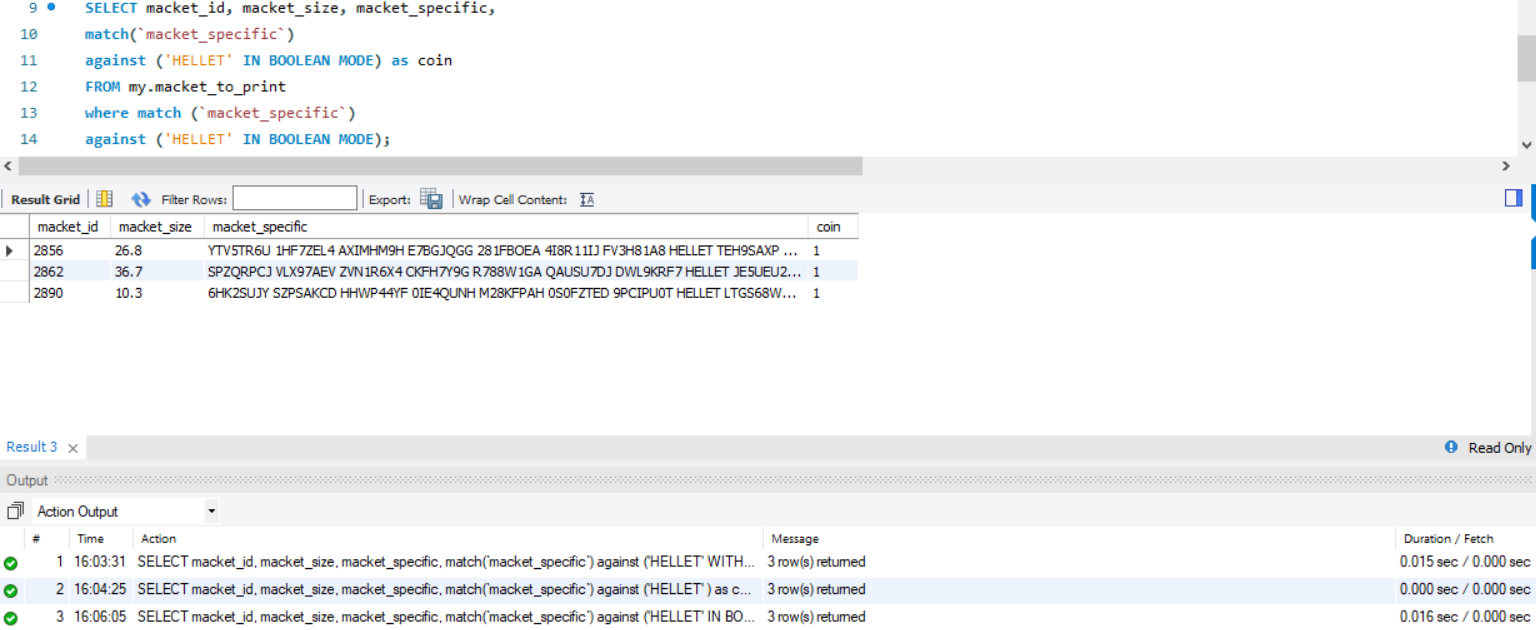 9 SELECT macket_id, macket_size, macket_specific,
10 match(`macket_specific`)
11 against ('HELLET' IN BOOLEAN MODE) as coin
12 FROM my.macket_to_print
13 where match (`macket_specific`)
14 against ('HELLET' IN BOOLEAN MODE);
Result Grid Filter Rows: Export: Wrap Cell Content:
macket_id macket_size macket_specific coin
2856 26.8 YTV5TR6U 1HF7ZEL4 AXIMHM9H E7BGJQGG 281FBOEA 4I8R11IJ FV3H81A8 HELLET TEH9SAXP ... 1
2862 36.7 SPZQRPCJ VLX97AEV ZVN1R6X4 CKFH7Y9G R788W1GA QAUSU7DJ DWL9KRF7 HELLET JE5UEU2... 1
2890 10.3 6HK2SUJY SZPSAKCD HHWP44YF 0IE4QUNH M28KFPAH 0S0FZTED 9PCIPU0T HELLET LTGS68W... 1
Result 3 Read Only
Output
Action Output
# Time Action Message Duration / Fetch
1 16:03:31 SELECT macket_id, macket_size, macket_specific, match(`macket_specific`) against ('HELLET' WITH... 3 row(s) returned 0.015 sec / 0.000 sec
2 16:04:25 SELECT macket_id, macket_size, macket_specific, match(`macket_specific`) against ('HELLET' ) as c... 3 row(s) returned 0.000 sec / 0.000 sec
3 16:06:05 SELECT macket_id, macket_size, macket_specific, match(`macket_specific`) against ('HELLET' IN BO... 3 row(s) returned 0.016 sec / 0.000 sec